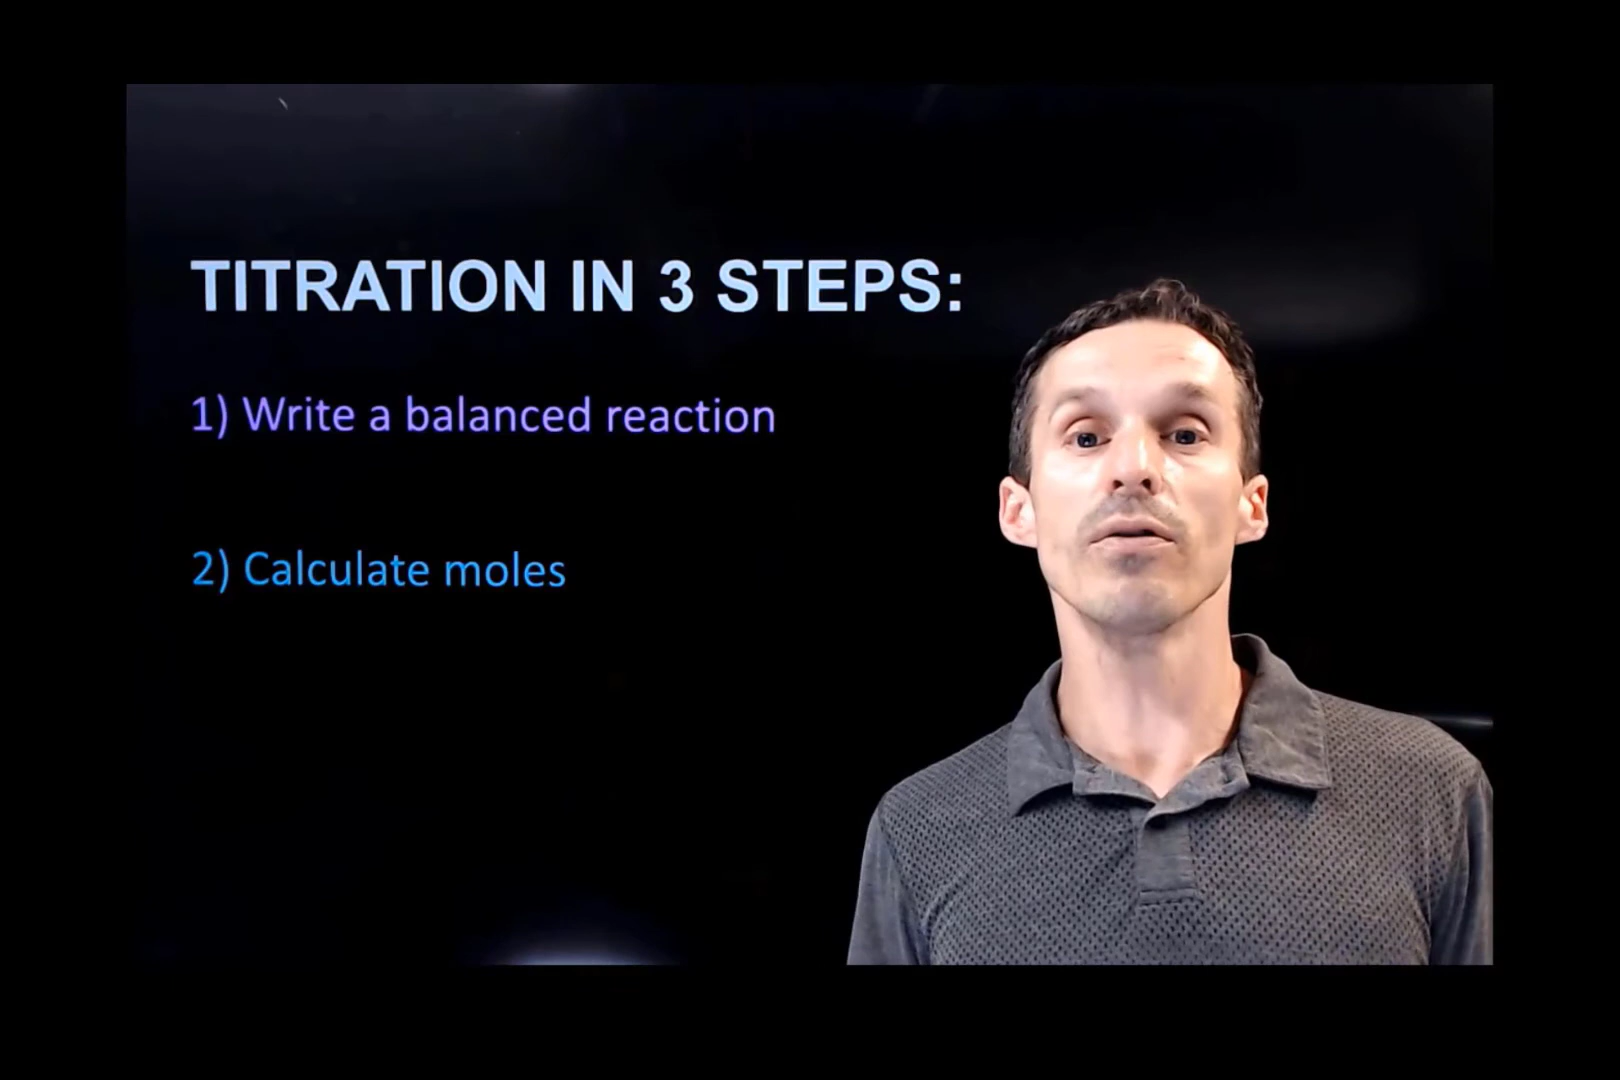 TITRATION IN 3 STEPS:
1) Write a balanced reaction
2) Calculate moles